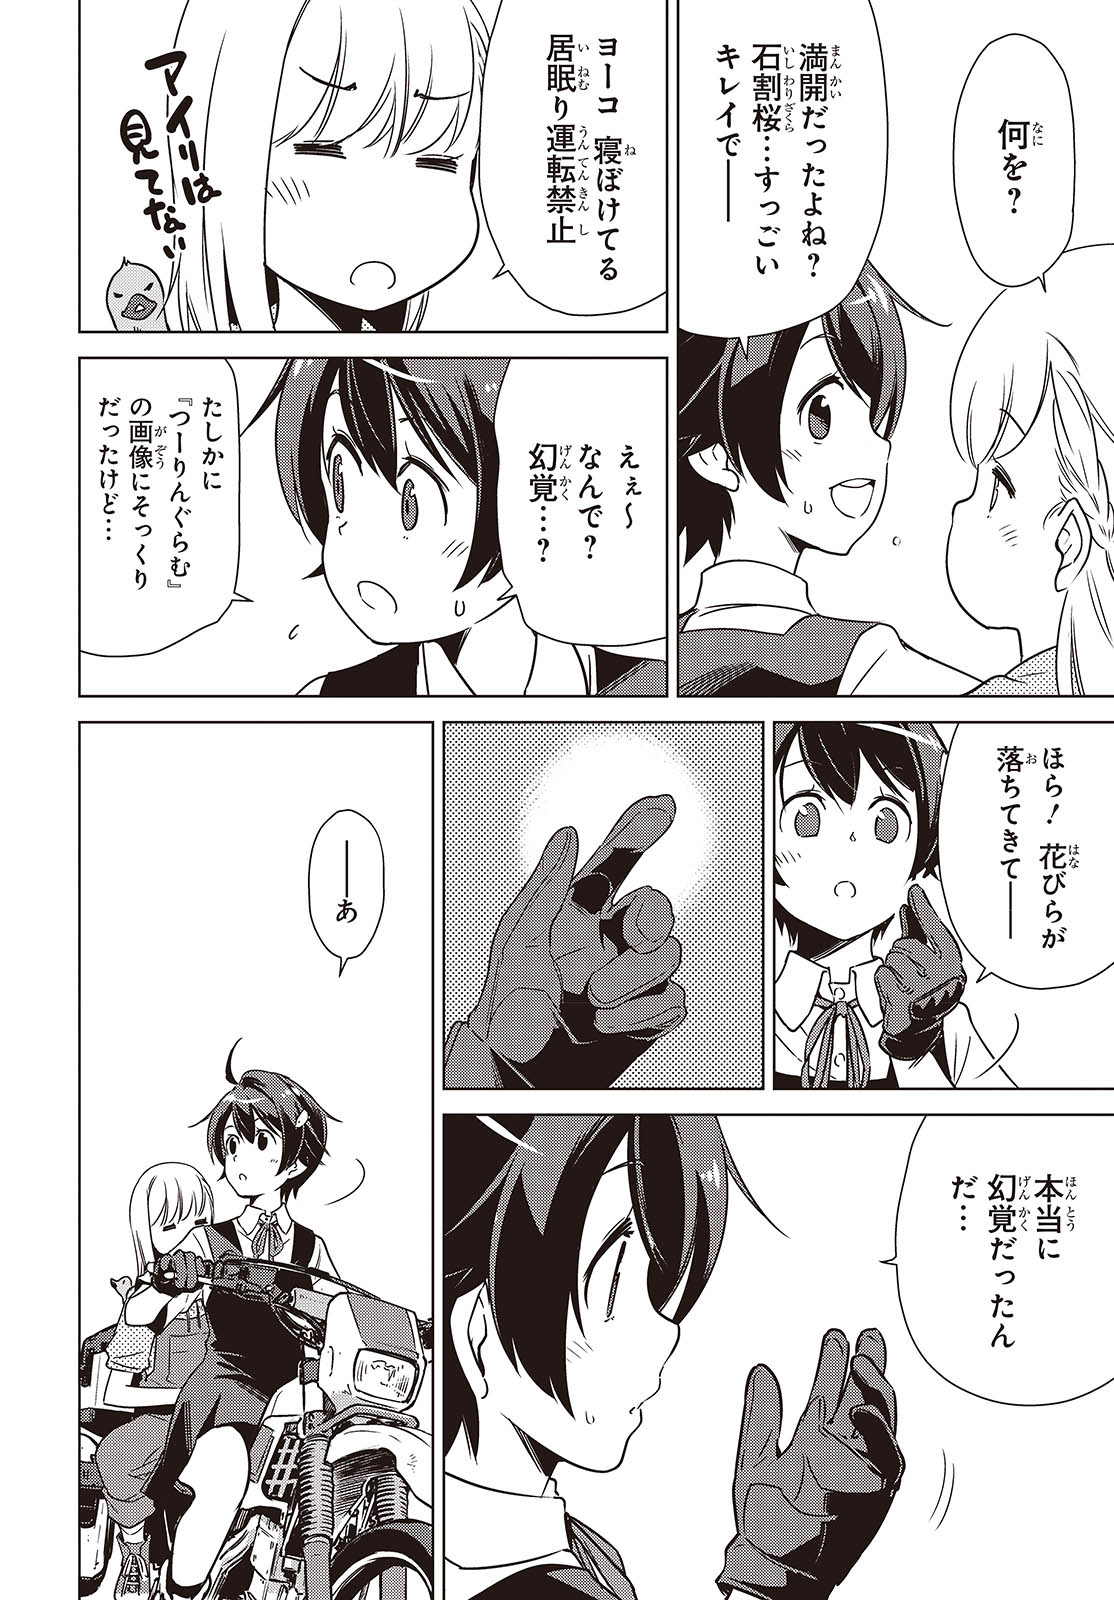 何を？
満開だったよね？
石割桜…すっごい
キレイで──
ヨーコ 寝ぼけてる
居眠り運転禁止
アイリは
見てない
えぇ～
なんで？
幻覚…？
たしかに
『つーりんぐらむ』
の画像にそっくり
だったけど…
ほら！ 花びらが
落ちてきて──
──あ
本当に
幻覚だったん
だ…